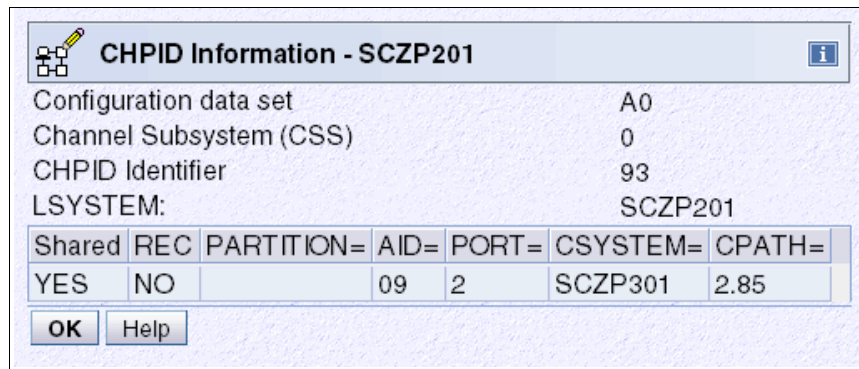 CHPID Information - SCZP201 i
Configuration data set A0
Channel Subsystem (CSS) 0
CHPID Identifier 93
LSYSTEM: SCZP201
Shared REC PARTITION= AID= PORT= CSYSTEM= CPATH=
YES NO 09 2 SCZP301 2.85
OK Help